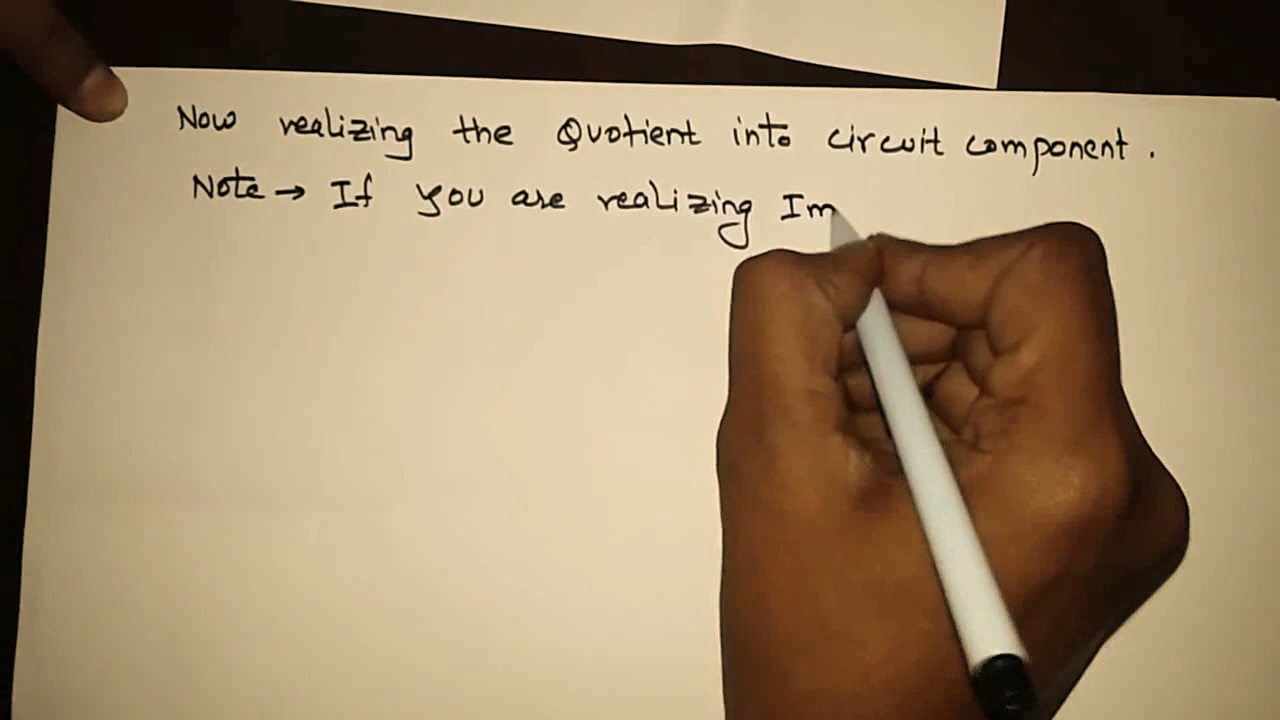 Now realizing the Quotient into circuit component.
Note → If you are realizing Im